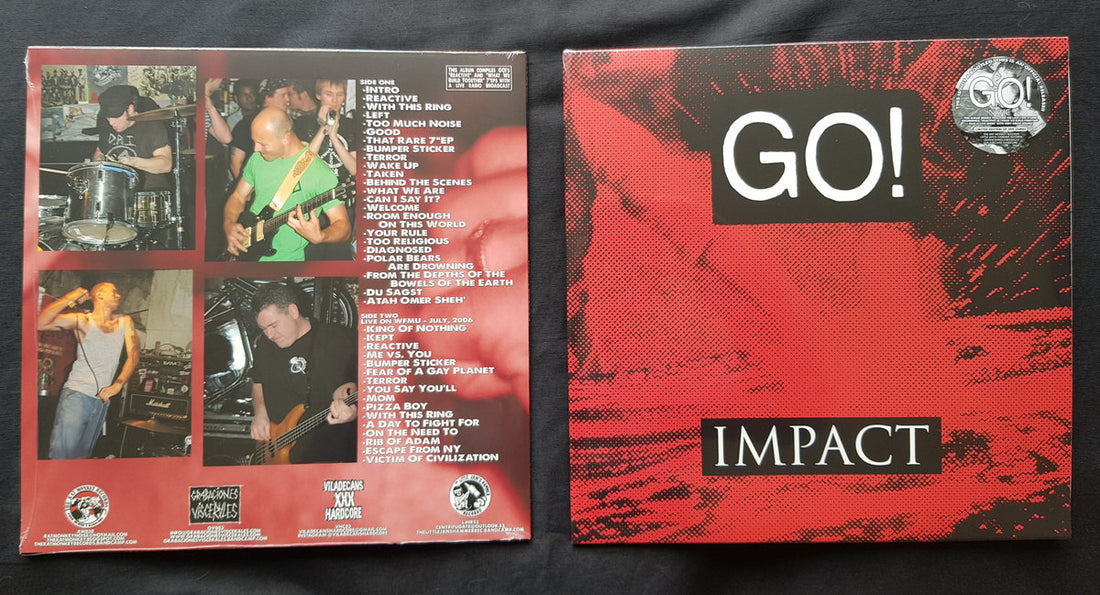 THIS ALBUM COMPILES GO!'S
"REACTIVE" AND "WHAT WE
BUILD TOGETHER" 7"EPS WITH
A LIVE RADIO BROADCAST
SIDE ONE
-INTRO
-REACTIVE
-WITH THIS RING
-LEFT
-TOO MUCH NOISE
-GOOD
-THAT RARE 7"EP
-BUMPER STICKER
-TERROR
-WAKE UP
-TAKEN
-BEHIND THE SCENES
-WHAT WE ARE
-CAN I SAY IT?
-WELCOME
-ROOM ENOUGH
ON THIS WORLD
-YOUR RULE
-TOO RELIGIOUS
-DIAGNOSED
-POLAR BEARS
ARE DROWNING
-FROM THE DEPTHS OF THE
BOWELS OF THE EARTH
-DU SAGST
-ATAH OMER SHEH'
SIDE TWO
LIVE ON WFMU - JULY, 2006
-KING OF NOTHING
-KEPT
-REACTIVE
-ME VS. YOU
-BUMPER STICKER
-FEAR OF A GAY PLANET
-TERROR
-YOU SAY YOU'LL
-MOM
-PIZZA BOY
-WITH THIS RING
-A DAY TO FIGHT FOR
-ON THE NEED TO
-RIB OF ADAM
-ESCAPE FROM NY
-VICTIM OF CIVILIZATION
D.R.I.
Marshall
GRABACIONES
VISCERALES
VILADECANS
XXX
HARDCORE
VILADECANSHARDCORE@GMAIL.COM
INSTAGRAM @VILADECANSHARDCORE
GO!
IMPACT
GO!